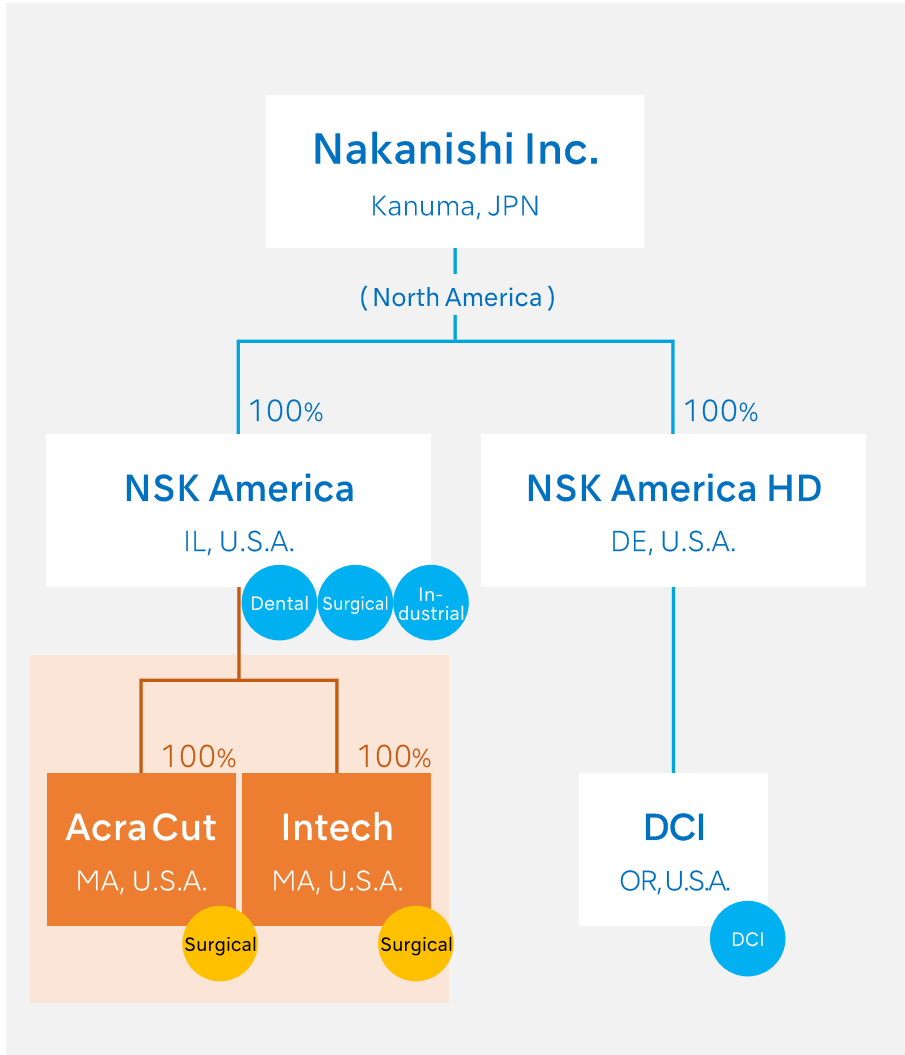 Nakanishi Inc.
Kanuma, JPN
( North America )
100%
100%
NSK America
IL, U.S.A.
NSK America HD
DE, U.S.A.
Dental
Surgical
In-
dustrial
100%
100%
Acra Cut
MA, U.S.A.
Intech
MA, U.S.A.
DCI
OR, U.S.A.
Surgical
Surgical
DCI